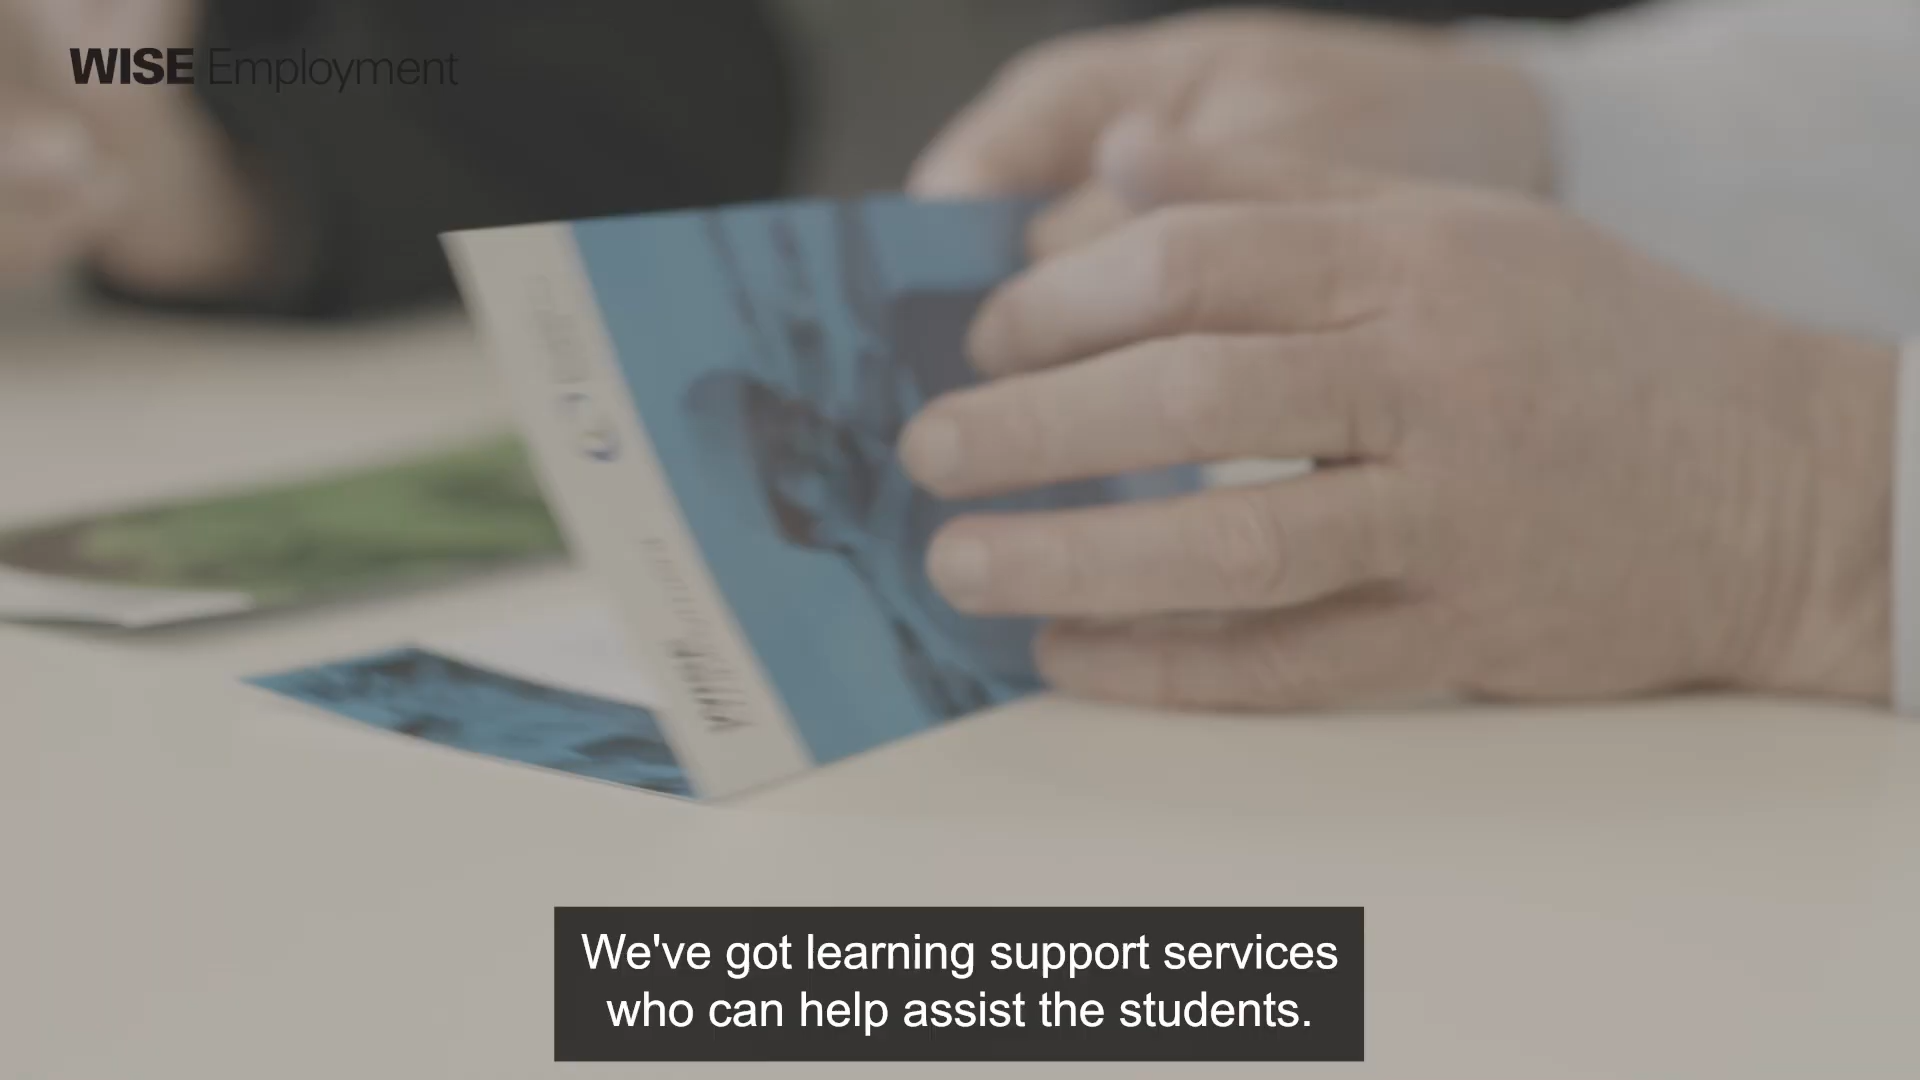 WISE Employment
We've got learning support services
who can help assist the students.